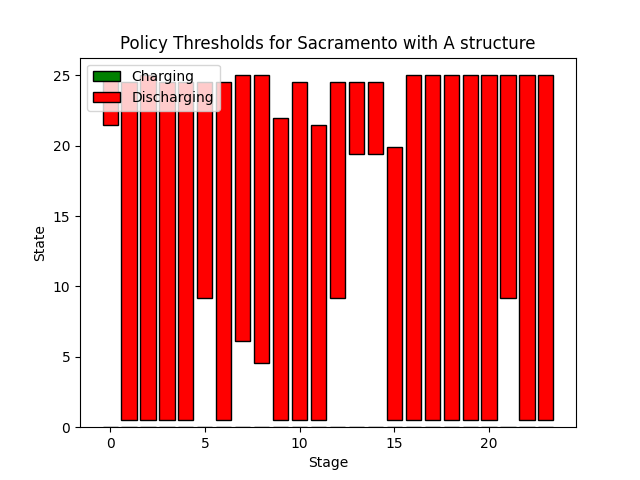 Policy Thresholds for Sacramento with A structure
Charging
Discharging
25
20
15
10
5
0
State
0 5 10 15 20
Stage